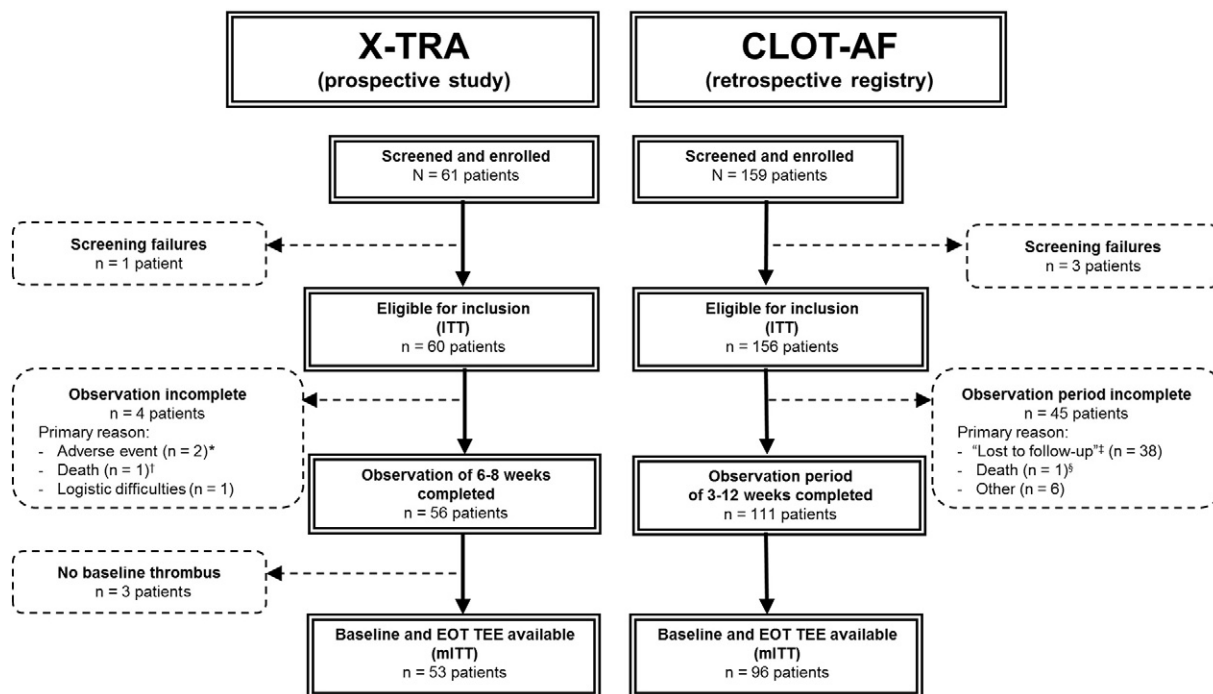 X-TRA
(prospective study)
CLOT-AF
(retrospective registry)
Screened and enrolled
N = 61 patients
Screened and enrolled
N = 159 patients
Screening failures
n = 1 patient
Screening failures
n = 3 patients
Eligible for inclusion
(ITT)
n = 60 patients
Eligible for inclusion
(ITT)
n = 156 patients
Observation incomplete
n = 4 patients
Primary reason:
- Adverse event (n = 2)*
- Death (n = 1)†
- Logistic difficulties (n = 1)
Observation period incomplete
n = 45 patients
Primary reason:
- “Lost to follow-up”‡ (n = 38)
- Death (n = 1)§
- Other (n = 6)
Observation of 6-8 weeks
completed
n = 56 patients
Observation period
of 3-12 weeks completed
n = 111 patients
No baseline thrombus
n = 3 patients
Baseline and EOT TEE available
(mITT)
n = 53 patients
Baseline and EOT TEE available
(mITT)
n = 96 patients